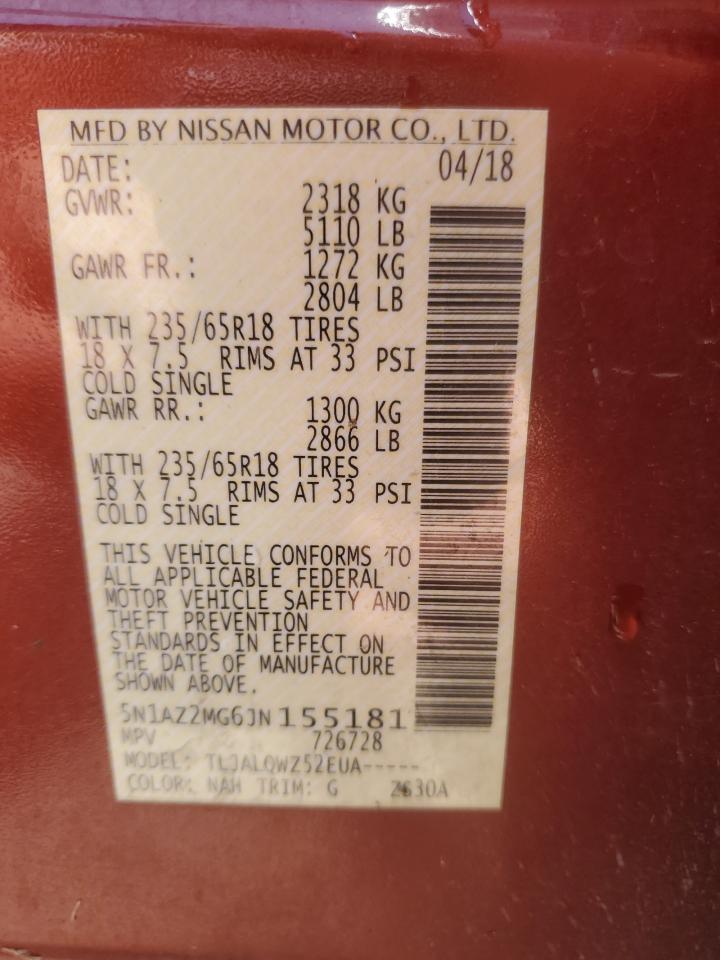 MFD BY NISSAN MOTOR CO., LTD.
DATE: 04/18
GVWR: 2318 KG
5110 LB
GAWR FR.: 1272 KG
2804 LB
WITH 235/65R18 TIRES
18 X 7.5 RIMS AT 33 PSI
COLD SINGLE
GAWR RR.: 1300 KG
2866 LB
WITH 235/65R18 TIRES
18 X 7.5 RIMS AT 33 PSI
COLD SINGLE
THIS VEHICLE CONFORMS TO
ALL APPLICABLE FEDERAL
MOTOR VEHICLE SAFETY AND
THEFT PREVENTION
STANDARDS IN EFFECT ON
THE DATE OF MANUFACTURE
SHOWN ABOVE.
5N1AZ2MG6JN155181
MPV 726728
MODEL: TLJALQWZ52EUA-----
COLOR: NAH TRIM: G